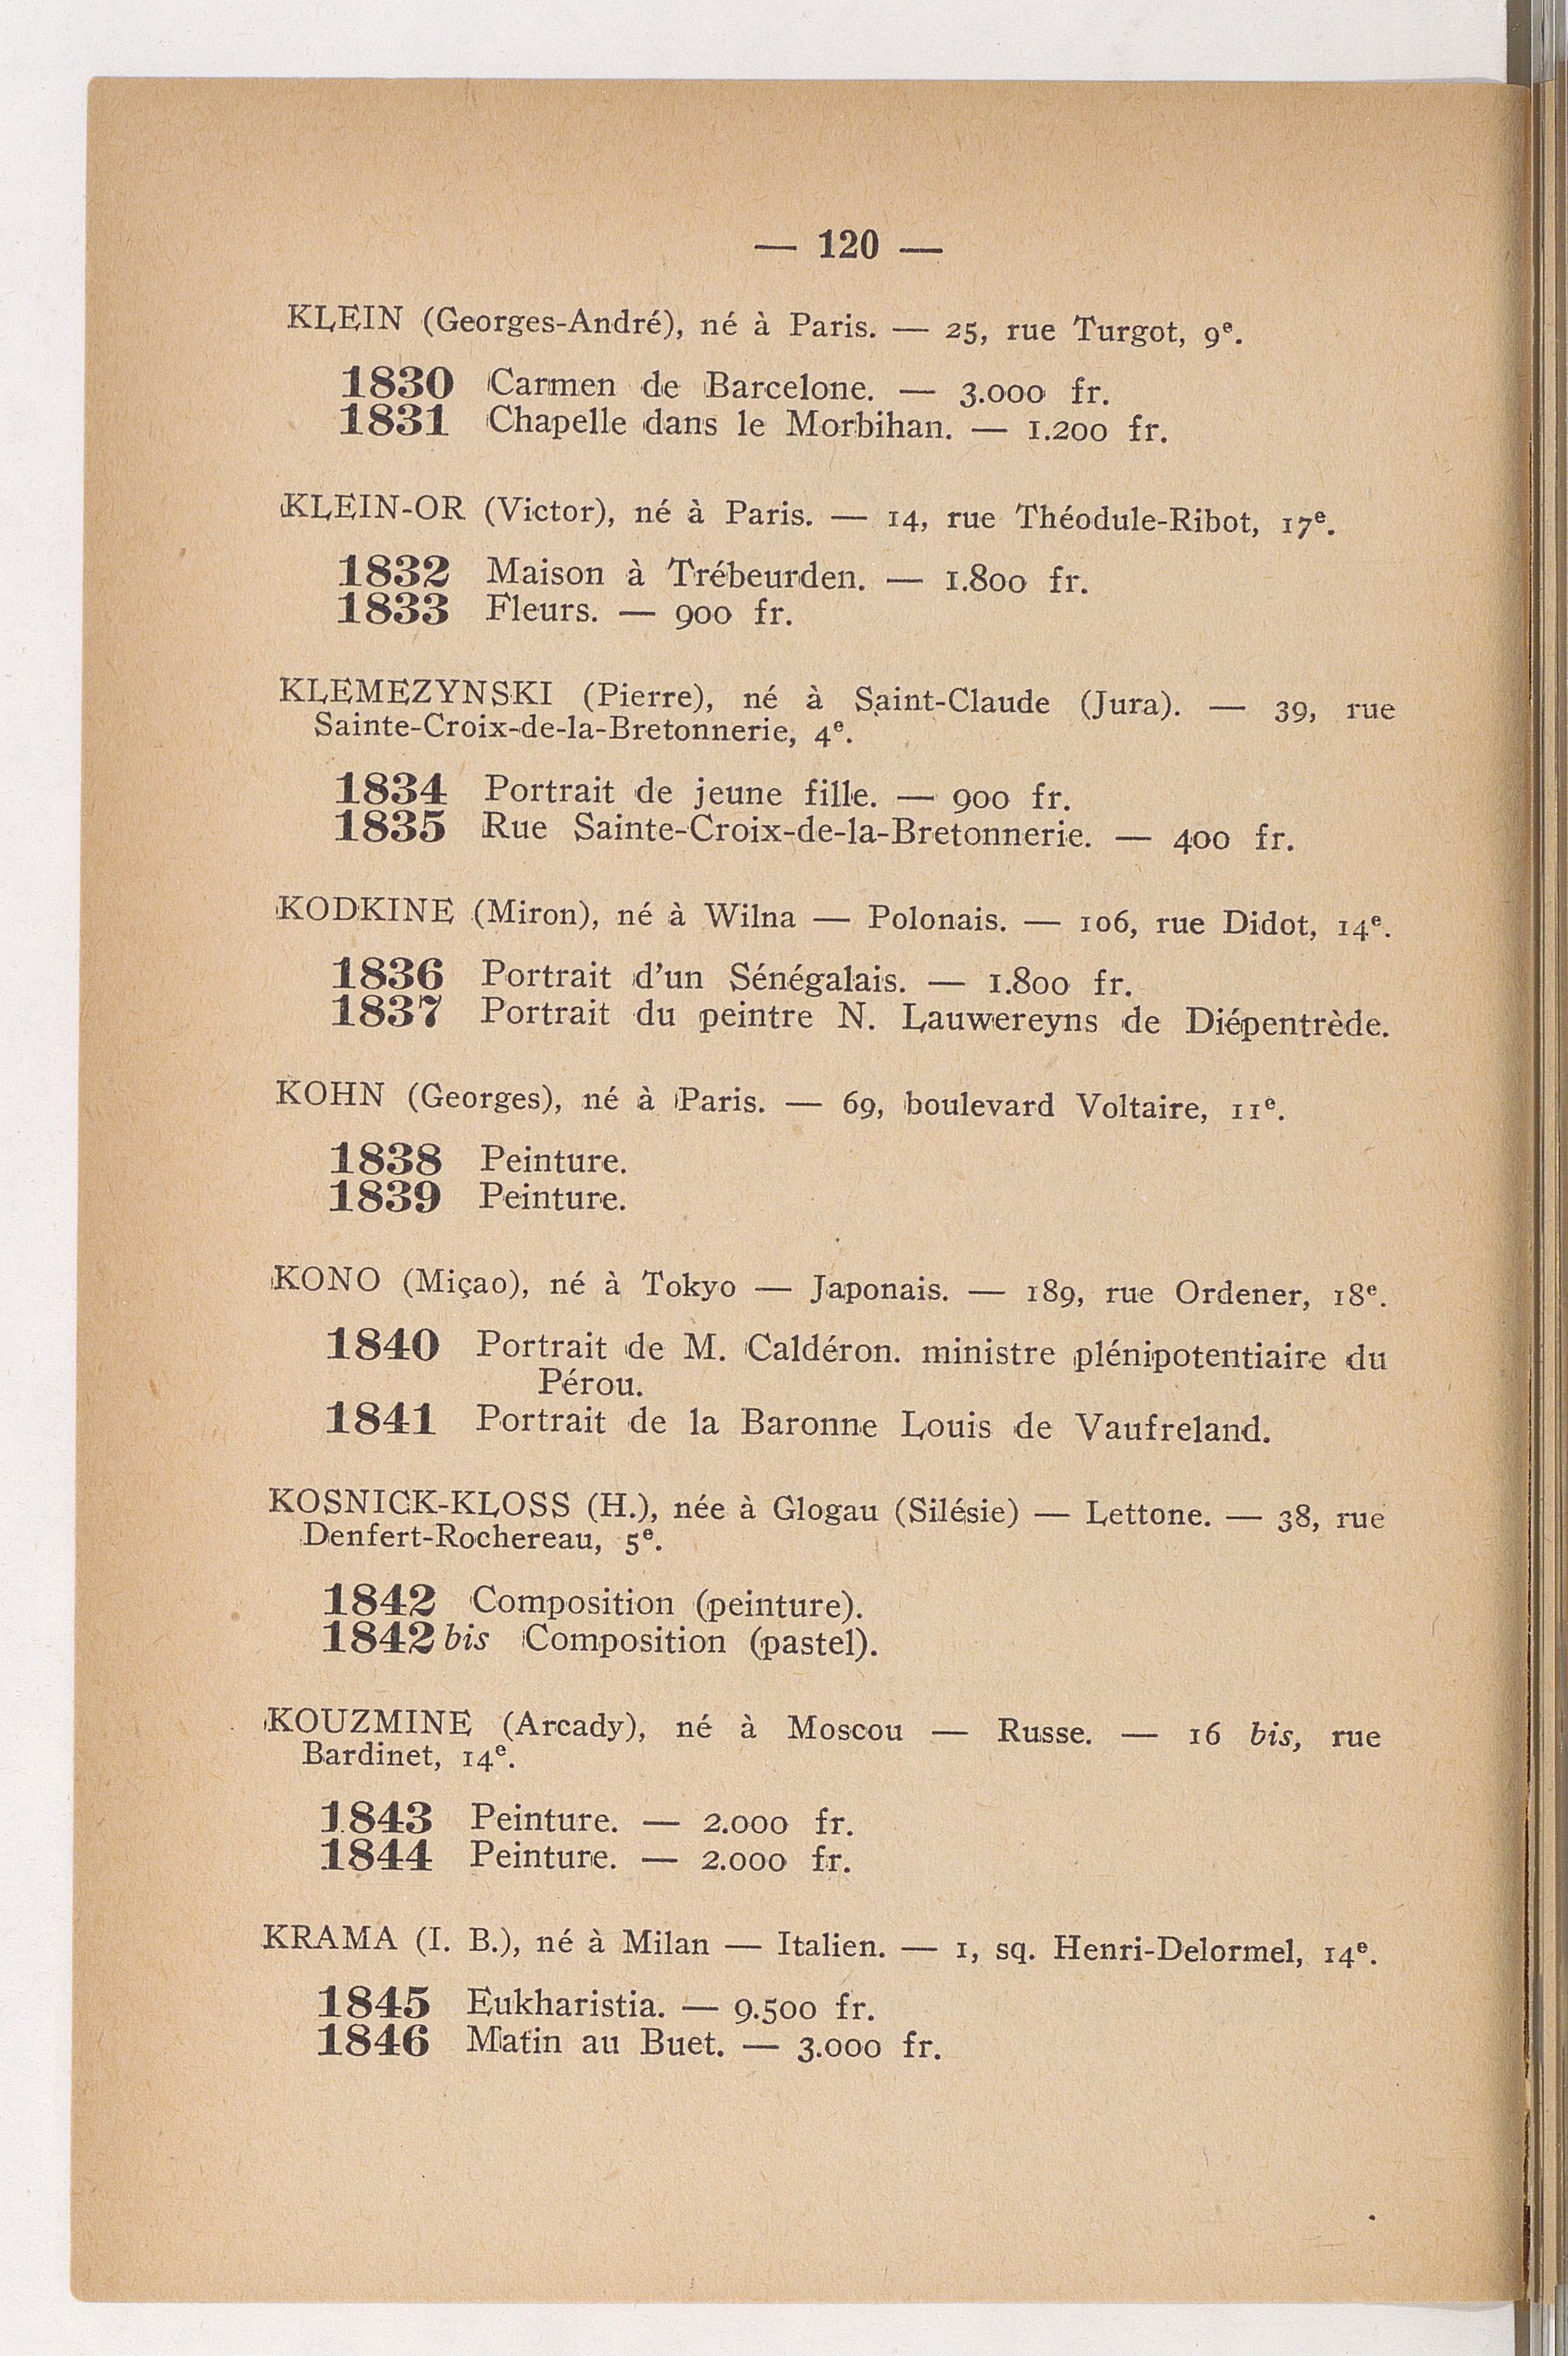 — 120 —
KLEIN (Georges-André), né à Paris. — 25, rue Turgot, 9e.
1830 Carmen de Barcelone. — 3.000 fr.
1831 Chapelle dans le Morbihan. — 1.200 fr.
KLEIN-OR (Victor), né à Paris. — 14, rue Théodule-Ribot, 17e.
1832 Maison à Trébeurden. — 1.800 fr.
1833 Fleurs. — 900 fr.
KLEMEZYNSKI (Pierre), né à Saint-Claude (Jura). — 39, rue
Sainte-Croix-de-la-Bretonnerie, 4e.
1834 Portrait de jeune fille. — 900 fr.
1835 Rue Sainte-Croix-de-la-Bretonnerie. — 400 fr.
KODKINE (Miron), né à Wilna — Polonais. — 106, rue Didot, 14e.
1836 Portrait d'un Sénégalais. — 1.800 fr.
1837 Portrait du peintre N. Lauwereyns de Diépentrède.
KOHN (Georges), né à Paris. — 69, boulevard Voltaire, 11e.
1838 Peinture.
1839 Peinture.
KONO (Miçao), né à Tokyo — Japonais. — 189, rue Ordener, 18e.
1840 Portrait de M. Caldéron. ministre plénipotentiaire du
Pérou.
1841 Portrait de la Baronne Louis de Vaufreland.
KOSNICK-KLOSS (H.), née à Glogau (Silésie) — Lettone. — 38, rue
Denfert-Rochereau, 5e.
1842 Composition (peinture).
1842 bis Composition (pastel).
KOUZMINE (Arcady), né à Moscou — Russe. — 16 bis, rue
Bardinet, 14e.
1843 Peinture. — 2.000 fr.
1844 Peinture. — 2.000 fr.
KRAMA (I. B.), né à Milan — Italien. — 1, sq. Henri-Delormel, 14e.
1845 Eukharistia. — 9.500 fr.
1846 Matin au Buet. — 3.000 fr.